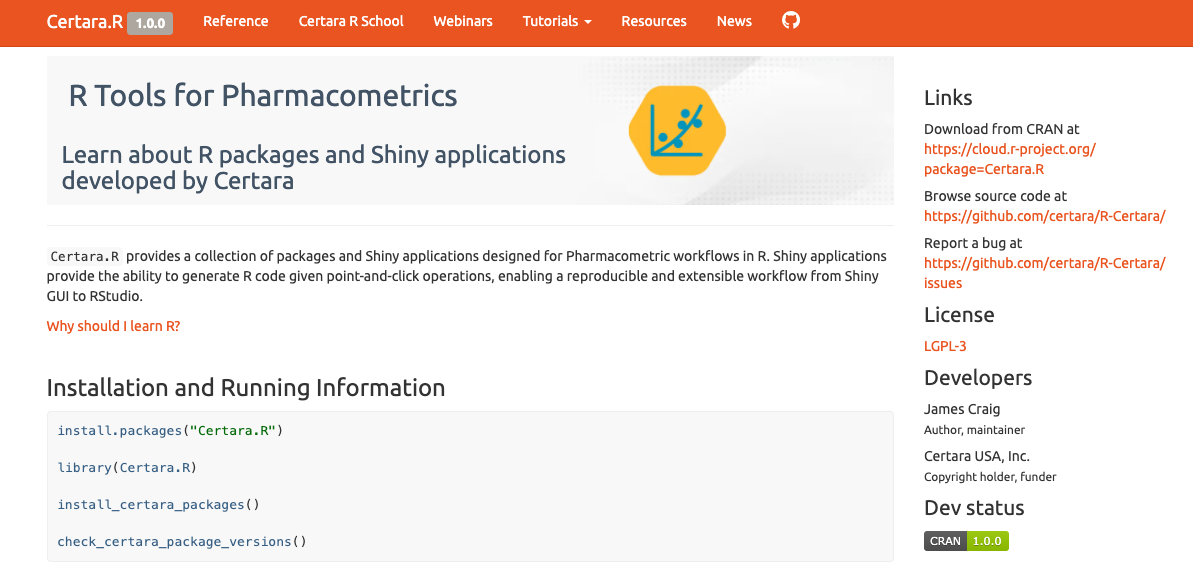 Certara.R 1.0.0 Reference Certara R School Webinars Tutorials Resources News
R Tools for Pharmacometrics
Learn about R packages and Shiny applications
developed by Certara
Certara.R provides a collection of packages and Shiny applications designed for Pharmacometric workflows in R. Shiny applications
provide the ability to generate R code given point-and-click operations, enabling a reproducible and extensible workflow from Shiny
GUI to RStudio.
Why should I learn R?
Installation and Running Information
install.packages("Certara.R")
library(Certara.R)
install_certara_packages()
check_certara_package_versions()
Links
Download from CRAN at
https://cloud.r-project.org/
package=Certara.R
Browse source code at
https://github.com/certara/R-Certara/
Report a bug at
https://github.com/certara/R-Certara/
issues
License
LGPL-3
Developers
James Craig
Author, maintainer
Certara USA, Inc.
Copyright holder, funder
Dev status
CRAN 1.0.0